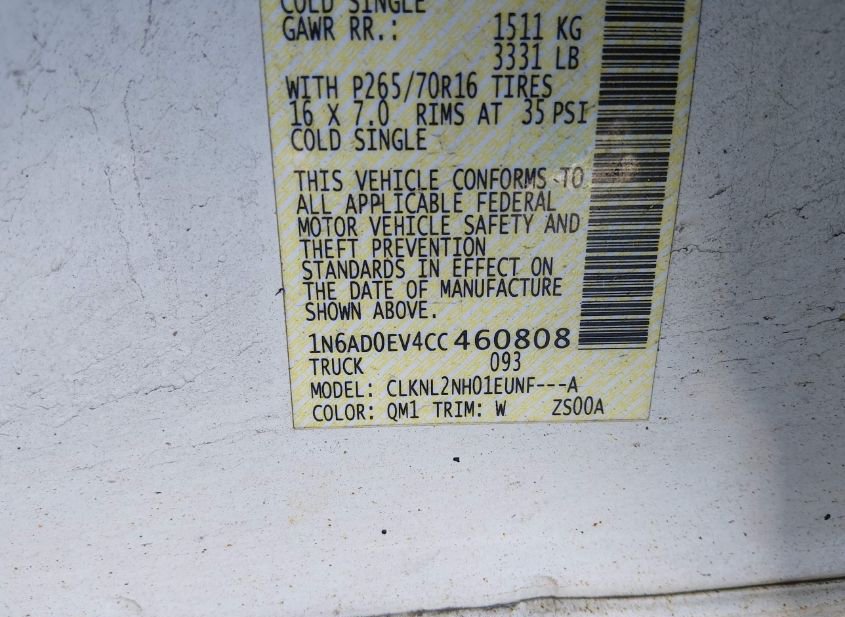 COLD SINGLE
GAWR RR.: 1511 KG
3331 LB
WITH P265/70R16 TIRES
16 X 7.0 RIMS AT 35 PSI
COLD SINGLE
THIS VEHICLE CONFORMS TO
ALL APPLICABLE FEDERAL
MOTOR VEHICLE SAFETY AND
THEFT PREVENTION
STANDARDS IN EFFECT ON
THE DATE OF MANUFACTURE
SHOWN ABOVE.
1N6AD0EV4CC460808
TRUCK 093
MODEL: CLKNL2NH01EUNF---A
COLOR: QM1 TRIM: W ZS00A